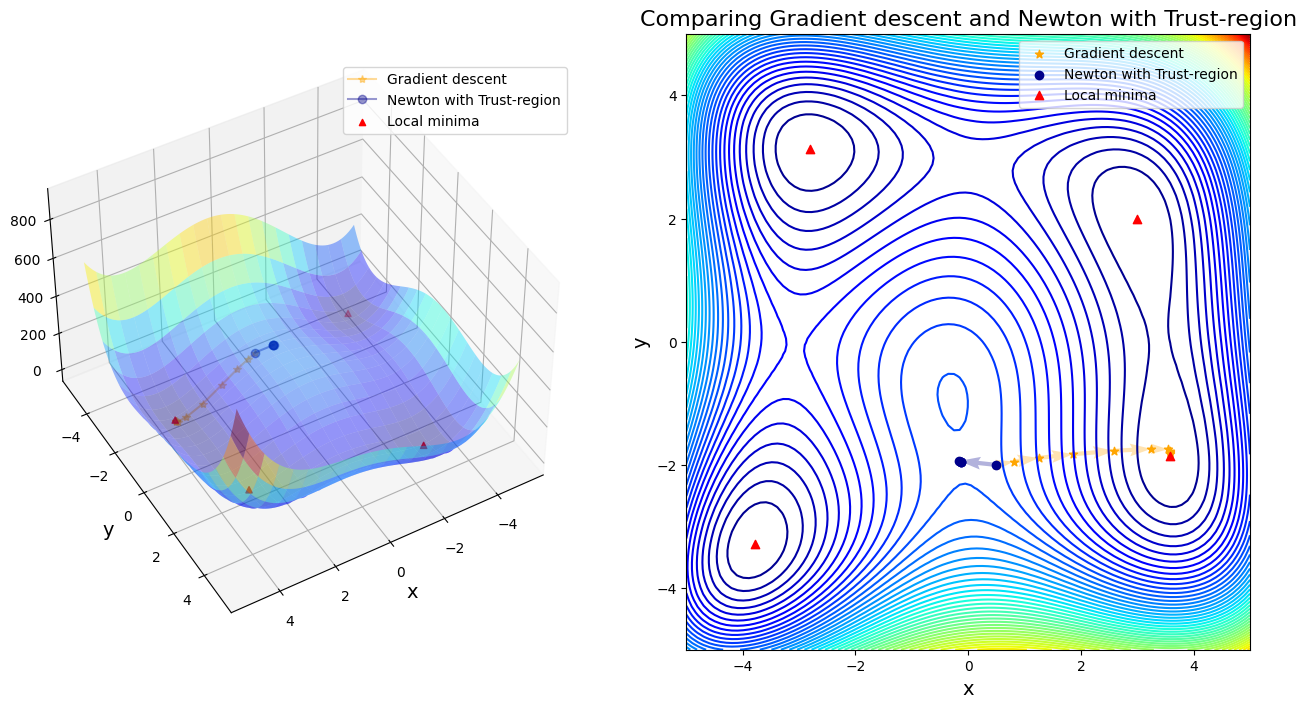 Gradient descent
Newton with Trust-region
Local minima
800
600
400
200
0
−4
−2
0
2
4
y
4
2
0
−2
−4
x
Comparing Gradient descent and Newton with Trust-region
Gradient descent
Newton with Trust-region
Local minima
4
2
0
−2
−4
y
−4
−2
0
2
4
x